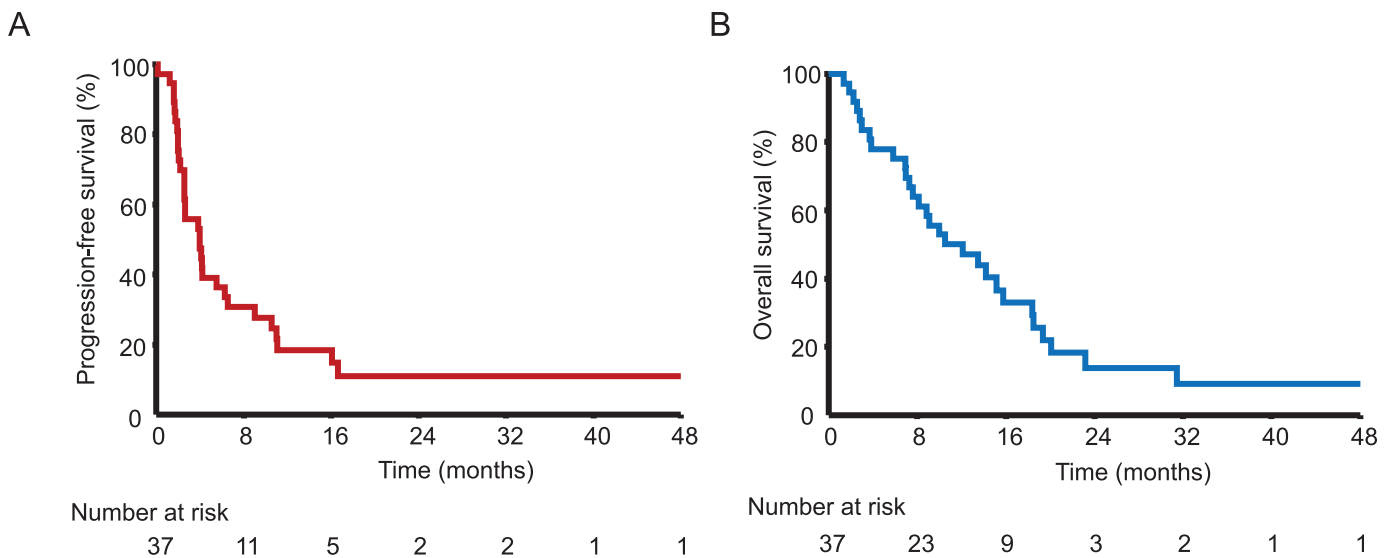 A
Progression-free survival (%)
100
80
60
40
20
0
0 8 16 24 32 40 48
Time (months)
Number at risk
37 11 5 2 2 1 1
B
Overall survival (%)
100
80
60
40
20
0
0 8 16 24 32 40 48
Time (months)
Number at risk
37 23 9 3 2 1 1